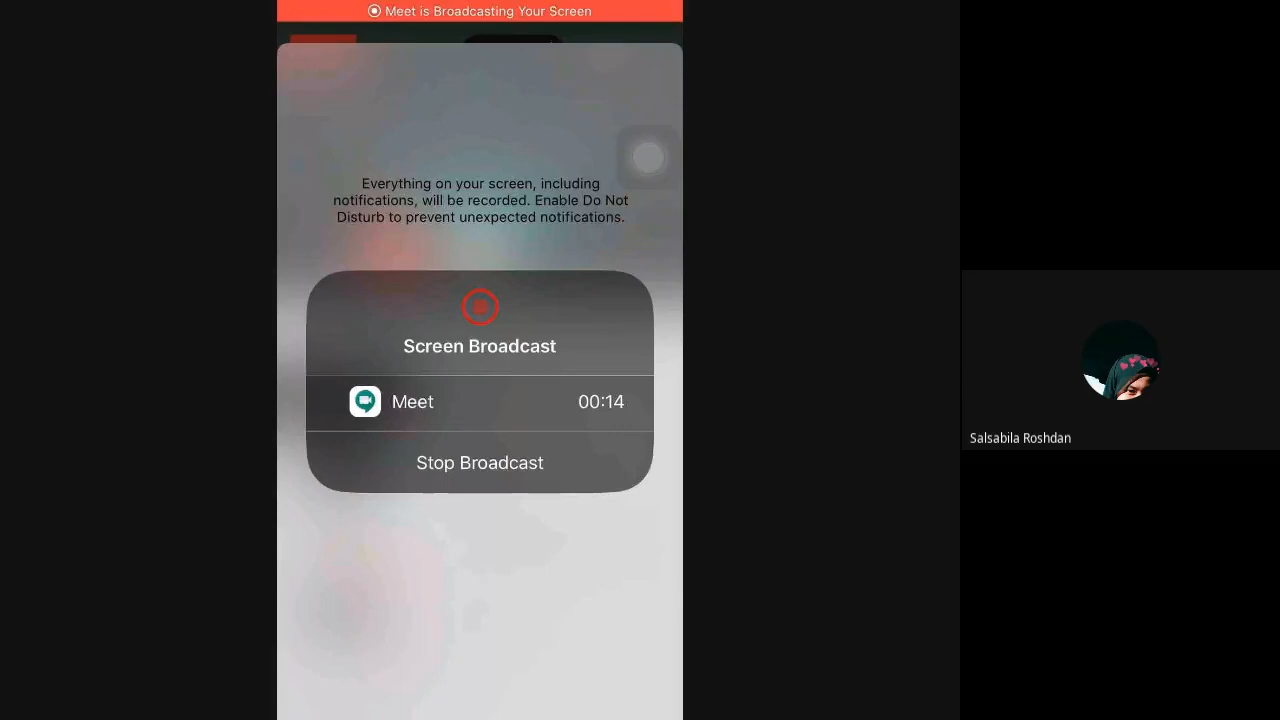 Meet is Broadcasting Your Screen
Everything on your screen, including
notifications, will be recorded. Enable Do Not
Disturb to prevent unexpected notifications.
Screen Broadcast
Meet 00:14
Stop Broadcast
Salsabila Roshdan